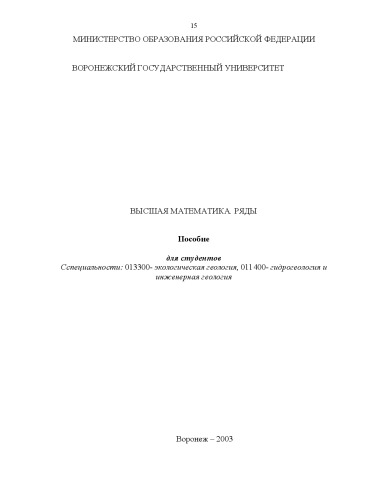 15
МИНИСТЕРСТВО ОБРАЗОВАНИЯ РОССИЙСКОЙ ФЕДЕРАЦИИ
ВОРОНЕЖСКИЙ ГОСУДАРСТВЕННЫЙ УНИВЕРСИТЕТ
ВЫСШАЯ МАТЕМАТИКА. РЯДЫ
Пособие
для студентов
Сспециальности: 013300- экологическая геология, 011400- гидрогеология и
инженерная геология
Воронеж – 2003